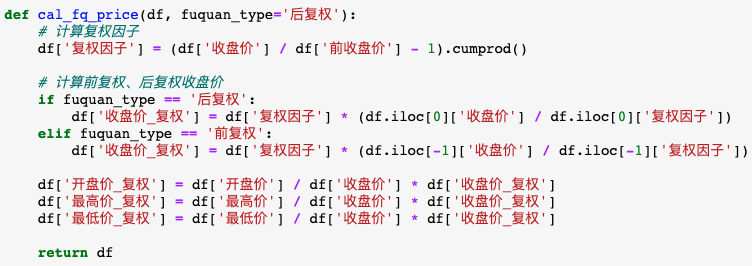 def cal_fq_price(df, fuquan_type='后复权'):
    # 计算复权因子
    df['复权因子'] = (df['收盘价'] / df['前收盘价'] - 1).cumprod()

    # 计算前复权、后复权收盘价
    if fuquan_type == '后复权':
        df['收盘价_复权'] = df['复权因子'] * (df.iloc[0]['收盘价'] / df.iloc[0]['复权因子'])
    elif fuquan_type == '前复权':
        df['收盘价_复权'] = df['复权因子'] * (df.iloc[-1]['收盘价'] / df.iloc[-1]['复权因子'])

    df['开盘价_复权'] = df['开盘价'] / df['收盘价'] * df['收盘价_复权']
    df['最高价_复权'] = df['最高价'] / df['收盘价'] * df['收盘价_复权']
    df['最低价_复权'] = df['最低价'] / df['收盘价'] * df['收盘价_复权']

    return df